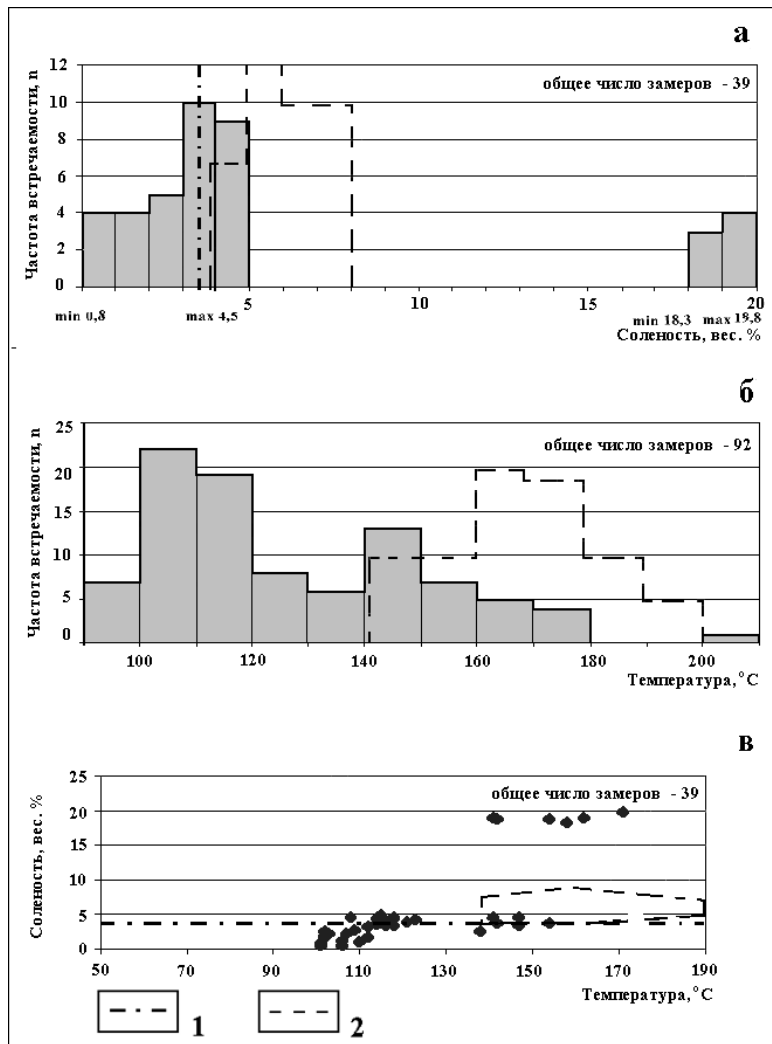 а
общее число замеров - 39
Частота встречаемости, n
12
10
8
6
4
2
0
5
10
15
20
min 0,8
max 4,5
min 18,3
max 19,8
Соленость, вес. %
б
общее число замеров - 92
Частота встречаемости, n
25
20
15
10
5
0
100
120
140
160
180
200
Температура, °С
в
общее число замеров - 39
Соленость, вес. %
25
20
15
10
5
0
50
70
90
110
130
150
170
190
Температура, °С
1
2